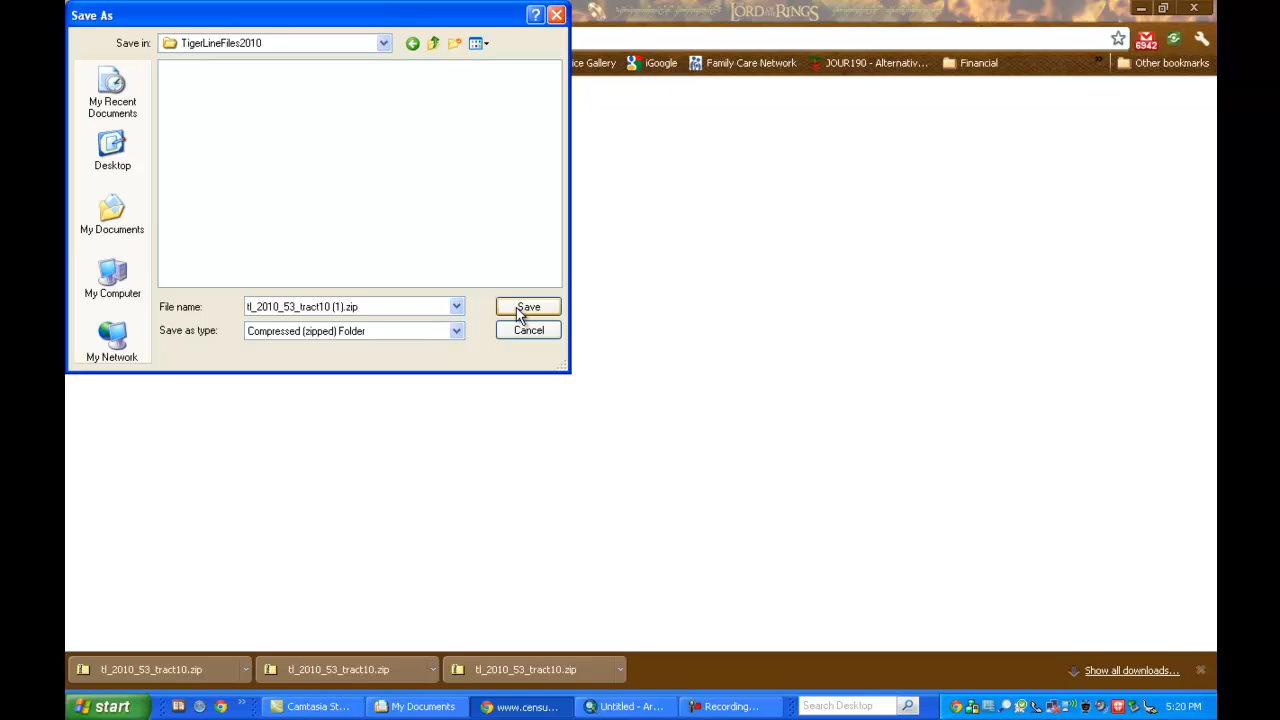 Save As
LORD OF THE RINGS
Save in:
TigerLineFiles2010
6942
ice Gallery
iGoogle
Family Care Network
JOUR190 - Alternativ...
Financial
Other bookmarks
My Recent
Documents
Desktop
My Documents
My Computer
My Network
File name:
tl_2010_53_tract10 (1).zip
Save
Save as type:
Compressed (zipped) Folder
Cancel
tl_2010_53_tract10.zip
tl_2010_53_tract10.zip
tl_2010_53_tract10.zip
Show all downloads...
start
Camtasia St...
My Documents
www.censu...
Untitled - Ar...
Recording...
Search Desktop
5:20 PM